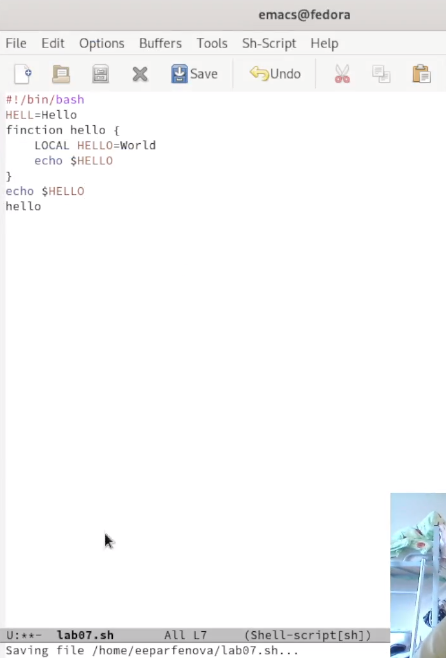 emacs@fedora
File Edit Options Buffers Tools Sh-Script Help
Save Undo
#!/bin/bash
HELL=Hello
finction hello {
    LOCAL HELLO=World
    echo $HELLO
}
echo $HELLO
hello
U:**-  lab07.sh      All L7     (Shell-script[sh])
Saving file /home/eeparfenova/lab07.sh...